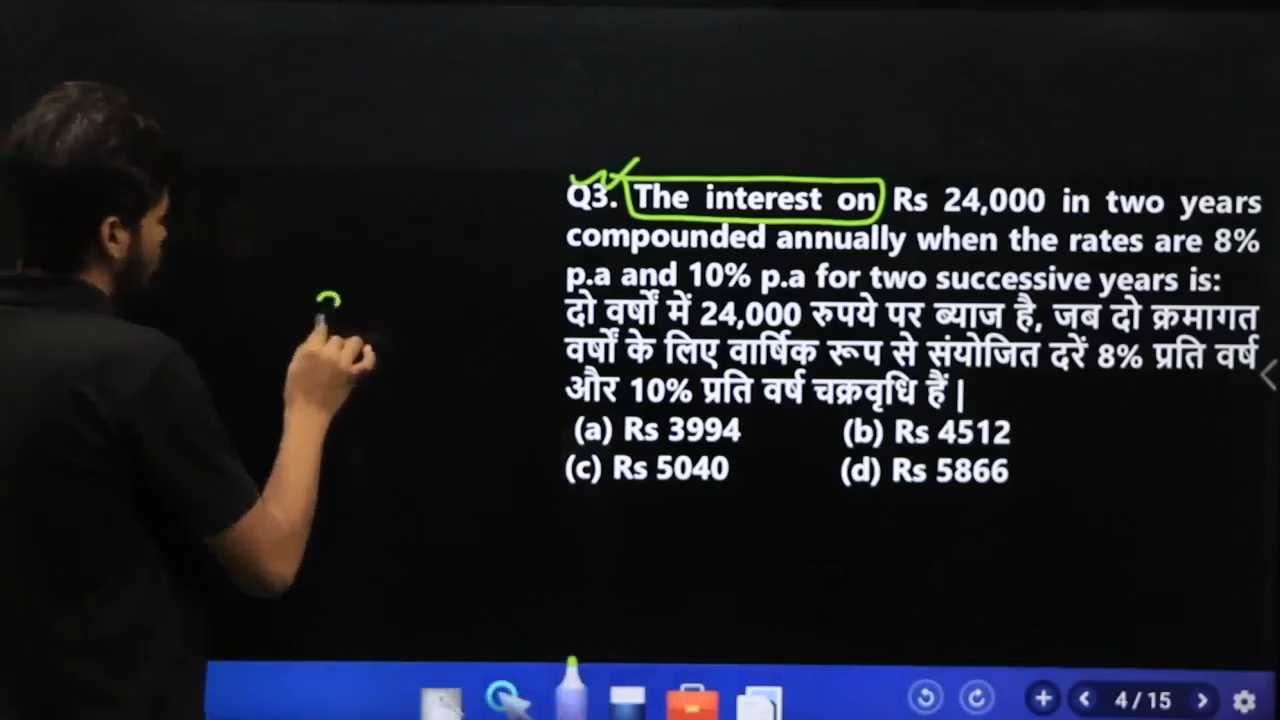 Q3. The interest on Rs 24,000 in two years
compounded annually when the rates are 8%
p.a and 10% p.a for two successive years is:
दो वर्षों में 24,000 रुपये पर ब्याज है, जब दो क्रमागत
वर्षों के लिए वार्षिक रूप से संयोजित दरें 8% प्रति वर्ष
और 10% प्रति वर्ष चक्रवृधि हैं |
(a) Rs 3994 (b) Rs 4512
(c) Rs 5040 (d) Rs 5866
4 / 15